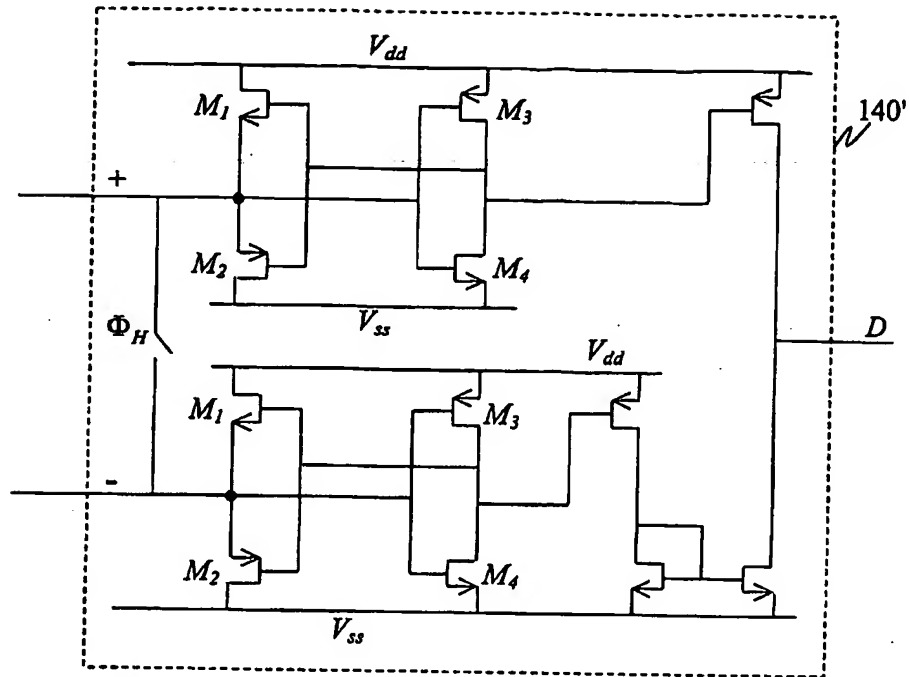 V_dd
M_1
M_3
140'
+
M_2
M_4
V_ss
Φ_H
D
V_dd
M_1
M_3
-
M_2
M_4
V_ss